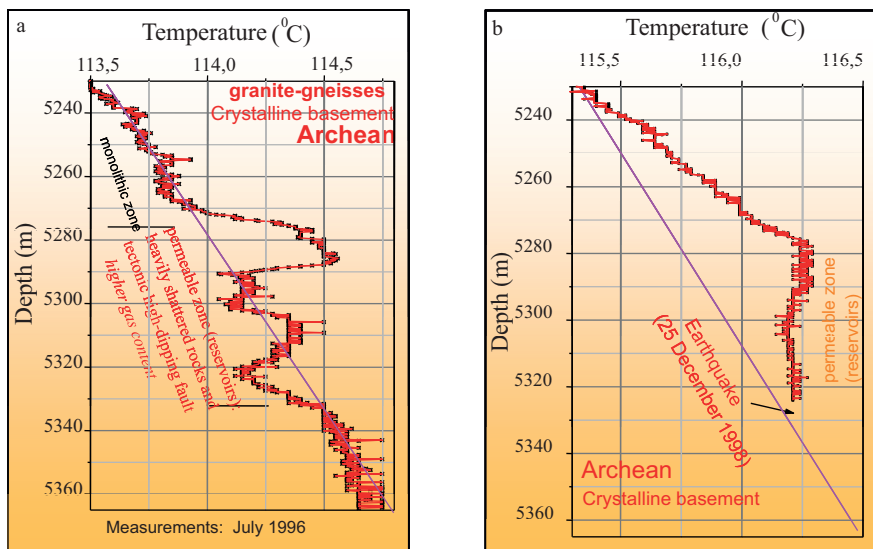 a
Temperature (⁰C)
113,5 114,0 114,5
granite-gneisses
Crystalline basement
Archean
Depth (m)
5240
5260
5280
5300
5320
5340
5360
monolithic zone
permeable zone (reservoirs):
heavily shattered rocks and
tectonic high-dipping fault
higher gas content
Measurements: July 1996
b
Temperature (⁰C)
115,5 116,0 116,5
Depth (m)
5240
5260
5280
5300
5320
5340
5360
permeable zone
(reservoirs)
Earthquake
(25 December 1998)
Archean
Crystalline basement